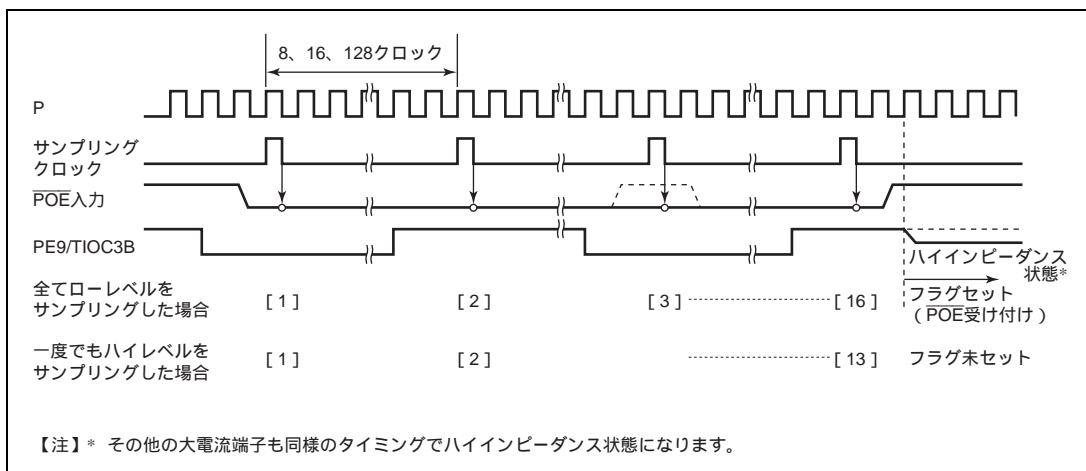 8、16、128クロック
P
サンプリング
クロック
POE入力
PE9/TIOC3B
ハイインピーダンス
状態*
全てローレベルを
サンプリングした場合
[ 1 ] [ 2 ] [ 3 ] [ 16 ]
フラグセット
( POE受け付け )
一度でもハイレベルを
サンプリングした場合
[ 1 ] [ 2 ] [ 13 ] フラグ未セット
【注】* その他の大電流端子も同様のタイミングでハイインピーダンス状態になります。